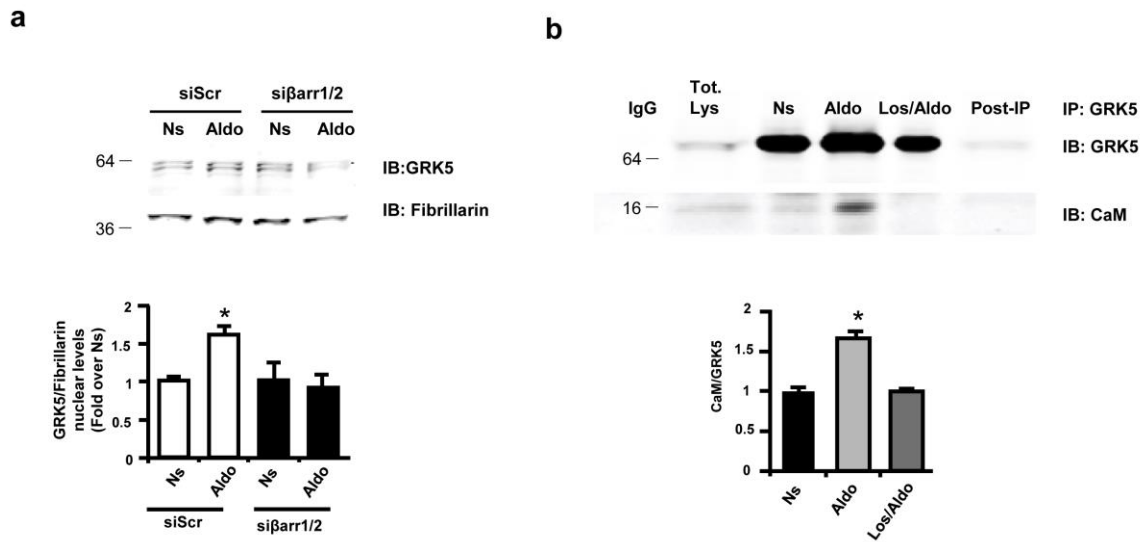 a
siScr siβarr1/2
Ns Aldo Ns Aldo
64
IB:GRK5
IB: Fibrillarin
36
GRK5/Fibrillarin
nuclear levels
(Fold over Ns)
2
1.5
1
0.5
0
*
Ns Aldo Ns Aldo
siScr siβarr1/2
b
Tot.
IgG Lys Ns Aldo Los/Aldo Post-IP IP: GRK5
IB: GRK5
64
16
IB: CaM
CaM/GRK5
2
1.5
1
0.5
0
*
Ns Aldo Los/Aldo